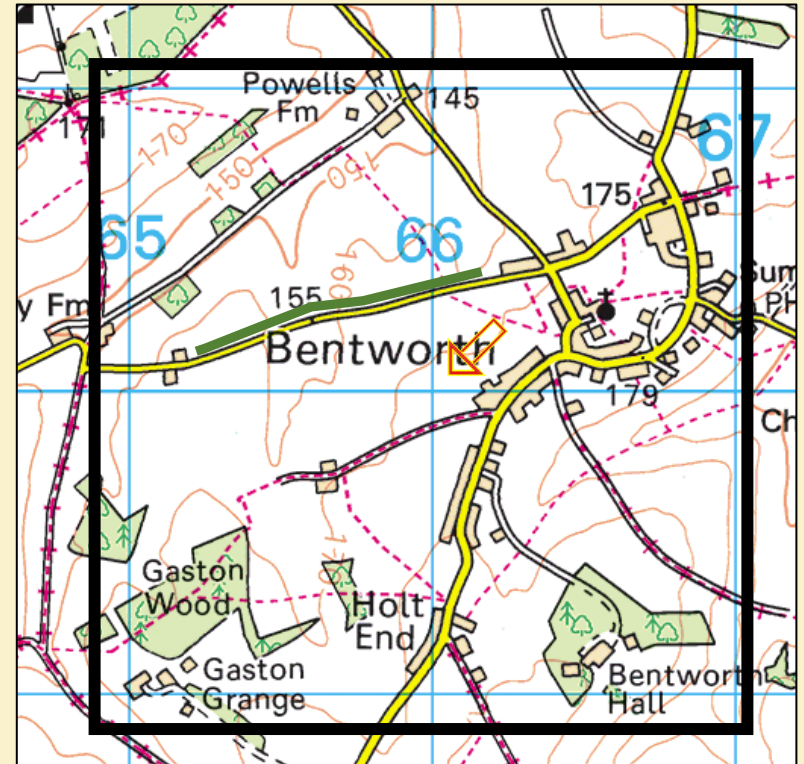 Powells
Fm
145
171
170
150
150
175
67
65
66
160
155
y Fm
Sum
PH
Bentworth
179
Ch
170
Gaston
Wood
Holt
End
Gaston
Grange
Bentworth
Hall